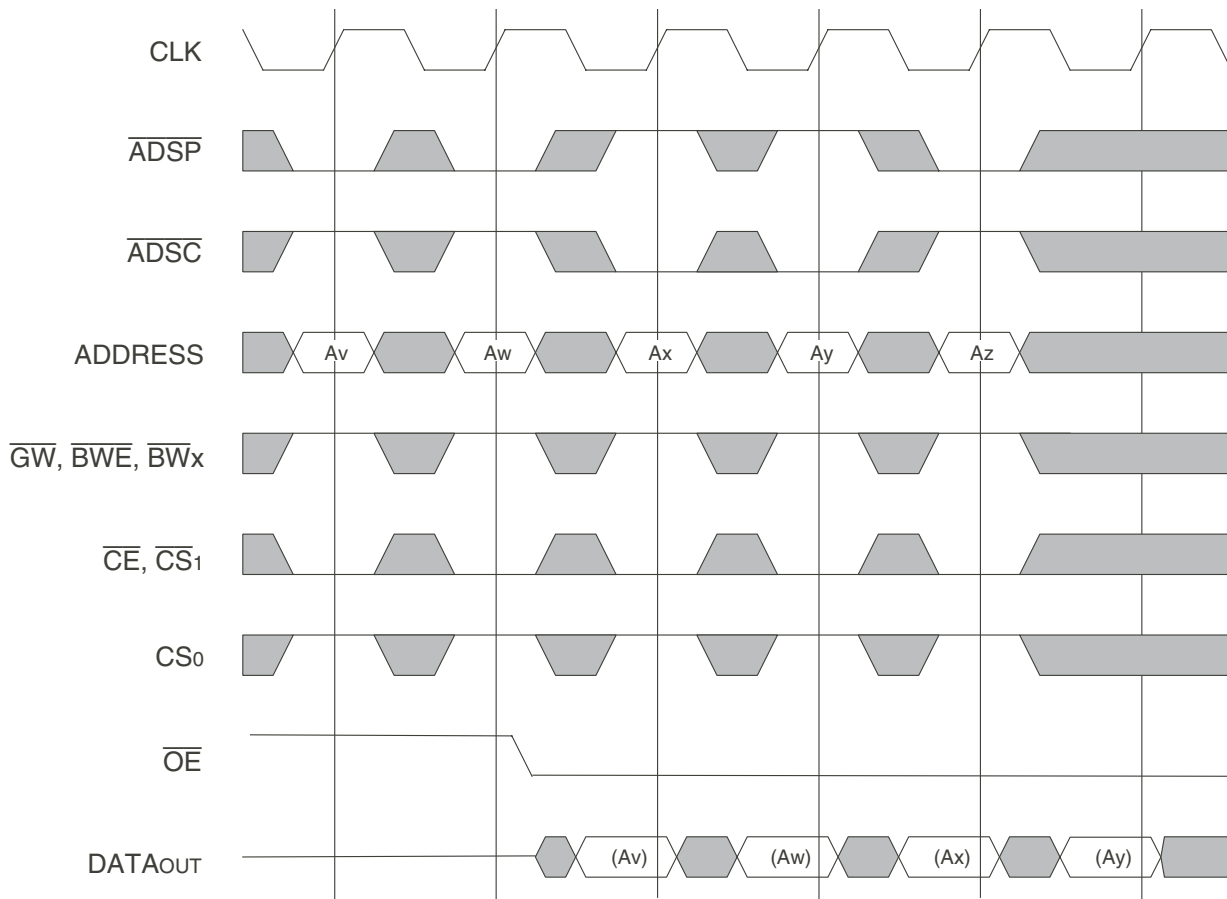 CLK
ADSP
ADSC
ADDRESS Av Aw Ax Ay Az
GW, BWE, BWx
CE, CS1
CS0
OE
DATAOUT (Av) (Aw) (Ax) (Ay)